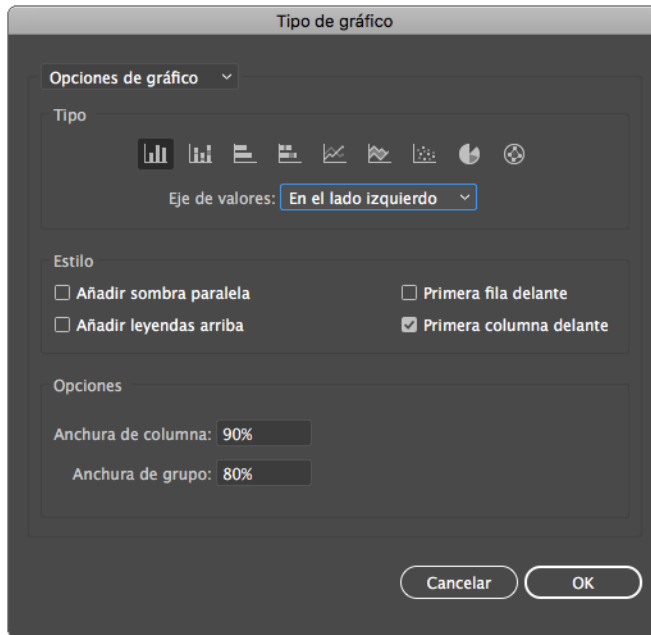 Tipo de gráfico
Opciones de gráfico
Tipo
Eje de valores: En el lado izquierdo
Estilo
Añadir sombra paralela Primera fila delante
Añadir leyendas arriba Primera columna delante
Opciones
Anchura de columna: 90%
Anchura de grupo: 80%
Cancelar OK